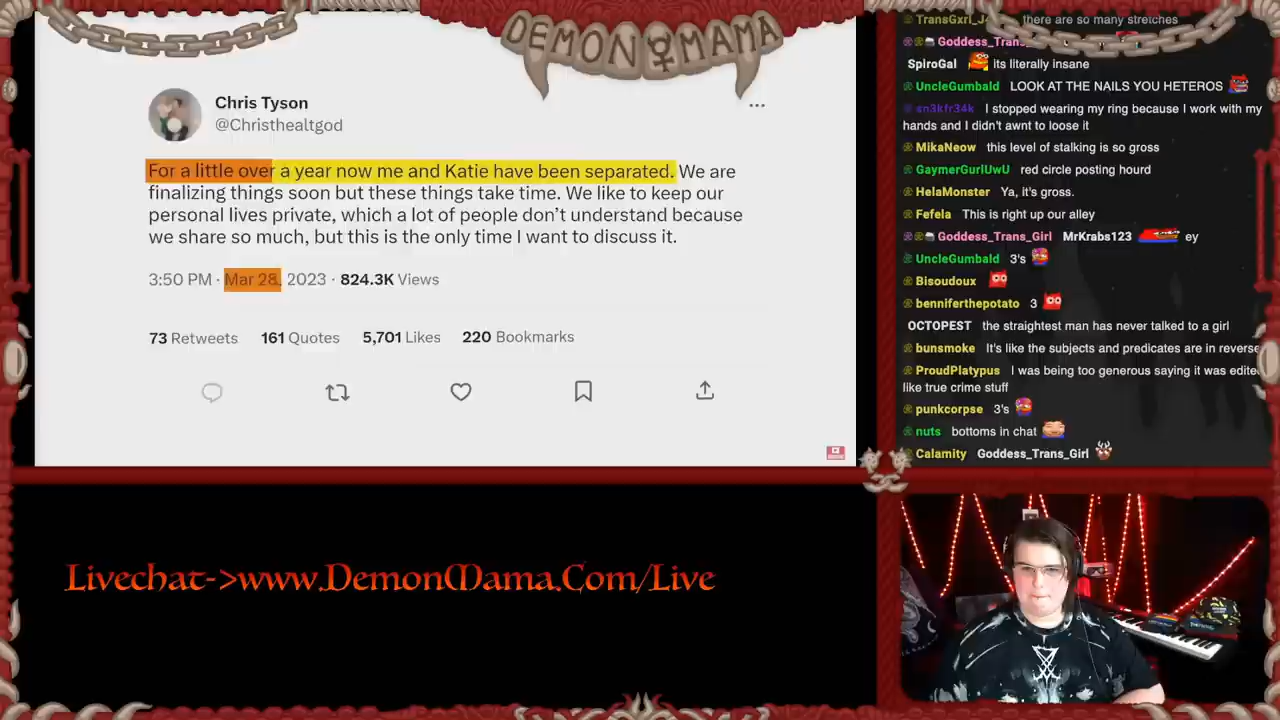 DEMON MAMA
Chris Tyson
@Christhealtgod
For a little over a year now me and Katie have been separated. We are
finalizing things soon but these things take time. We like to keep our
personal lives private, which a lot of people don't understand because
we share so much, but this is the only time I want to discuss it.
3:50 PM · Mar 28, 2023 · 824.3K Views
73 Retweets 161 Quotes 5,701 Likes 220 Bookmarks
Livechat->www.DemonMama.Com/Live
there are so many stretches
Goddess_Trans_
SpiroGal its literally insane
UncleGumbald LOOK AT THE NAILS YOU HETEROS
sn3kfr34k I stopped wearing my ring because I work with my
hands and I didn't awnt to loose it
MikaNeow this level of stalking is so gross
GaymerGurlUwU red circle posting hourd
HelaMonster Ya, it's gross.
Fefela This is right up our alley
Goddess_Trans_Girl MrKrabs123 ey
UncleGumbald 3's
Bisoudoux
benniferthepotato 3
OCTOPEST the straightest man has never talked to a girl
bunsmoke It's like the subjects and predicates are in reverse
ProudPlatypus I was being too generous saying it was edite
like true crime stuff
punkcorpse 3's
nuts bottoms in chat
Calamity Goddess_Trans_Girl